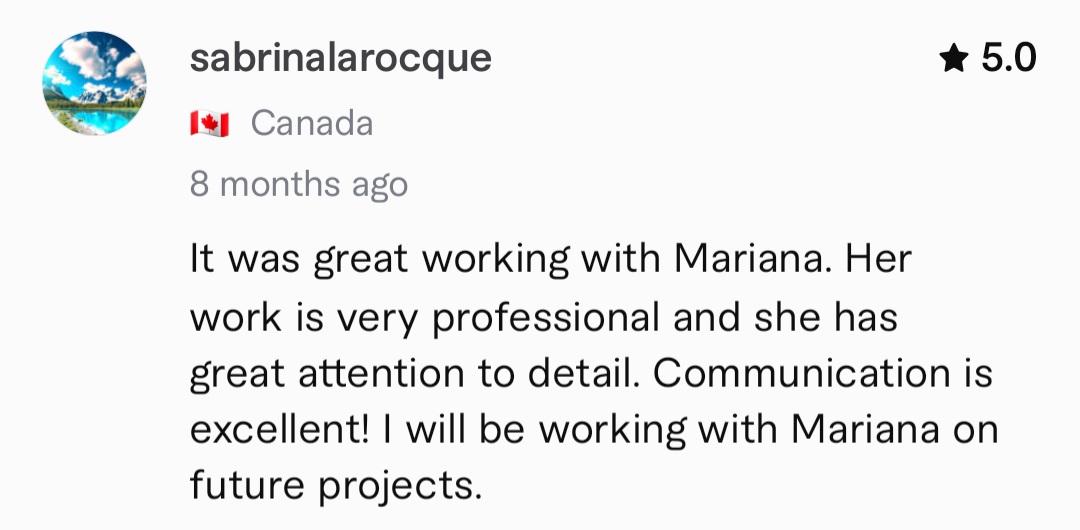 sabrinalarocque
★ 5.0
🇨🇦 Canada
8 months ago
It was great working with Mariana. Her
work is very professional and she has
great attention to detail. Communication is
excellent! I will be working with Mariana on
future projects.